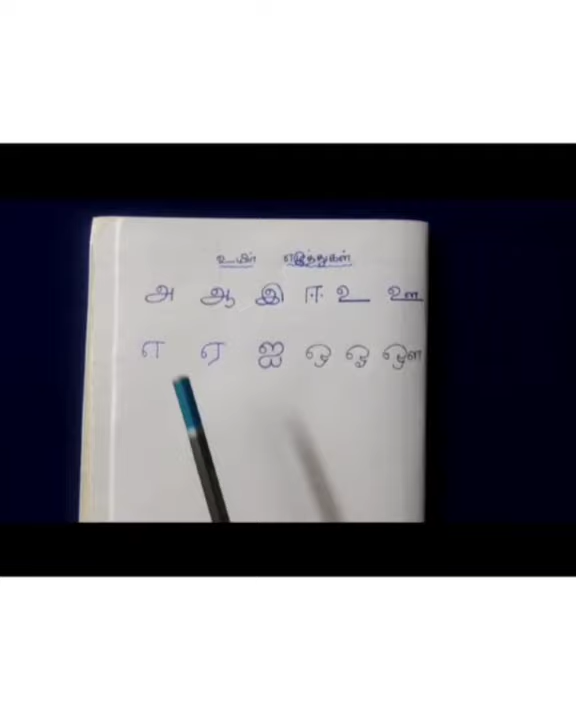 உயிர் எழுத்துகள்
அ ஆ இ ஈ உ ஊ
எ ஏ ஐ ஒ ஓ ஔ